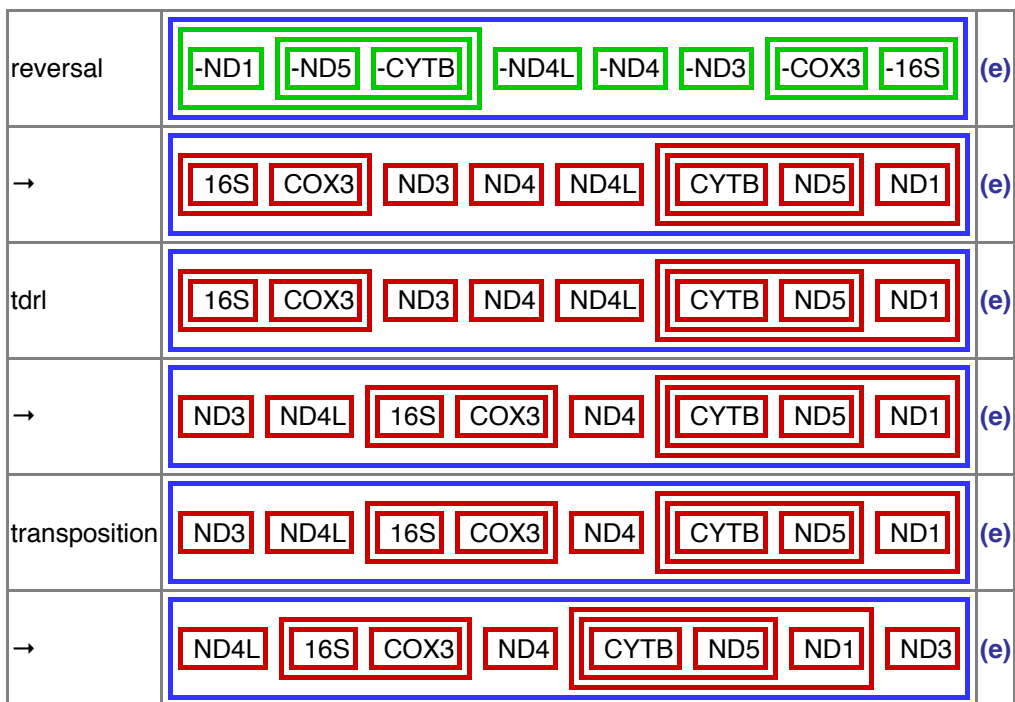 reversal -ND1 -ND5 -CYTB -ND4L -ND4 -ND3 -COX3 -16S (e)
→ 16S COX3 ND3 ND4 ND4L CYTB ND5 ND1 (e)
tdrl 16S COX3 ND3 ND4 ND4L CYTB ND5 ND1 (e)
→ ND3 ND4L 16S COX3 ND4 CYTB ND5 ND1 (e)
transposition ND3 ND4L 16S COX3 ND4 CYTB ND5 ND1 (e)
→ ND4L 16S COX3 ND4 CYTB ND5 ND1 ND3 (e)